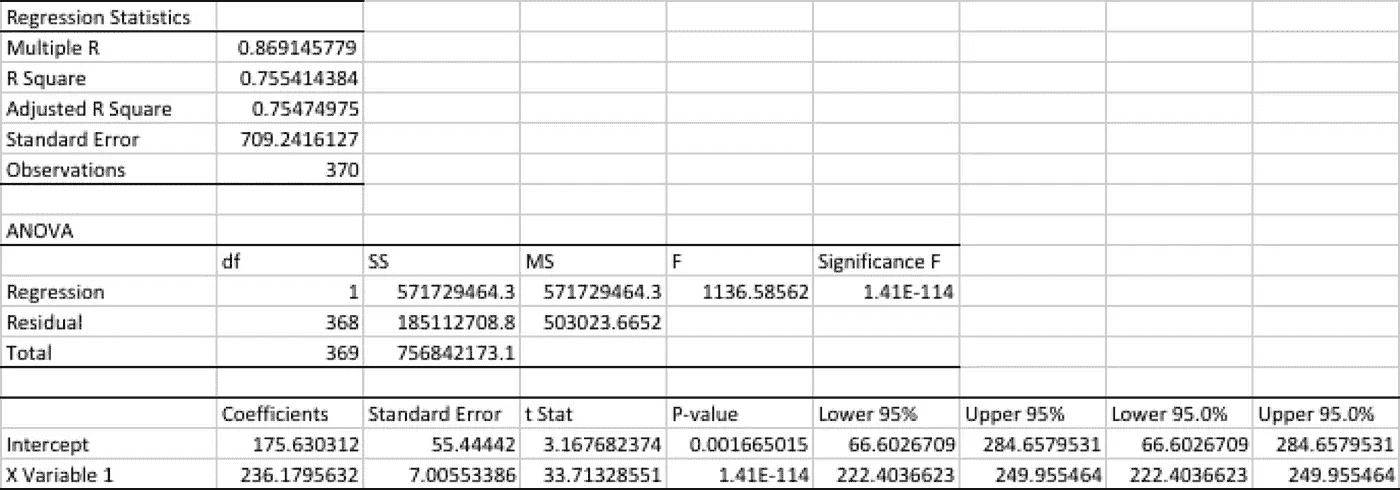 Regression Statistics
Multiple R 0.869145779
R Square 0.755414384
Adjusted R Square 0.75474975
Standard Error 709.2416127
Observations 370
ANOVA
df SS MS F Significance F
Regression 1 571729464.3 571729464.3 1136.58562 1.41E-114
Residual 368 185112708.8 503023.6652
Total 369 756842173.1
Coefficients Standard Error t Stat P-value Lower 95% Upper 95% Lower 95.0% Upper 95.0%
Intercept 175.630312 55.44442 3.167682374 0.001665015 66.6026709 284.6579531 66.6026709 284.6579531
X Variable 1 236.1795632 7.00553386 33.71328551 1.41E-114 222.4036623 249.955464 222.4036623 249.955464